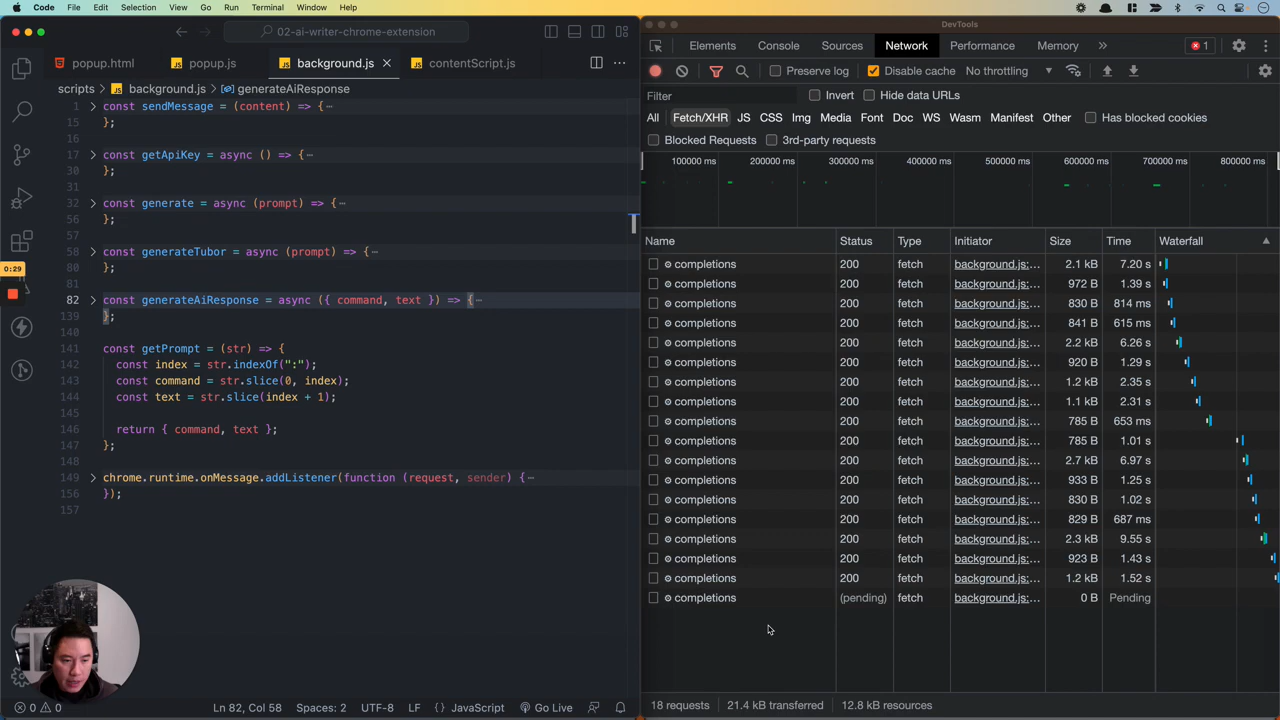 Code File Edit Selection View Go Run Terminal Window Help
02-ai-writer-chrome-extension
popup.html popup.js background.js contentScript.js
scripts > background.js > generateAiResponse
1 const sendMessage = (content) => {⋯
15 };
16
17 const getApiKey = async () => {⋯
30 };
31
32 const generate = async (prompt) => {⋯
56 };
57
58 const generateTubor = async (prompt) => {⋯
80 };
81
82 const generateAiResponse = async ({ command, text }) => {⋯
139 };
140
141 const getPrompt = (str) => {
142 const index = str.indexOf(":");
143 const command = str.slice(0, index);
144 const text = str.slice(index + 1);
145
146 return { command, text };
147 };
148
149 chrome.runtime.onMessage.addListener(function (request, sender) {⋯
156 });
157
0:29
0 0 Ln 82, Col 58 Spaces: 2 UTF-8 LF {} JavaScript Go Live
DevTools
Elements Console Sources Network Performance Memory » 1
Preserve log Disable cache No throttling
Filter Invert Hide data URLs
All Fetch/XHR JS CSS Img Media Font Doc WS Wasm Manifest Other Has blocked cookies
Blocked Requests 3rd-party requests
100000 ms 200000 ms 300000 ms 400000 ms 500000 ms 600000 ms 700000 ms 800000 ms
Name Status Type Initiator Size Time Waterfall
completions 200 fetch background.js:... 2.1 kB 7.20 s
completions 200 fetch background.js:... 972 B 1.39 s
completions 200 fetch background.js:... 830 B 814 ms
completions 200 fetch background.js:... 841 B 615 ms
completions 200 fetch background.js:... 2.2 kB 6.26 s
completions 200 fetch background.js:... 920 B 1.29 s
completions 200 fetch background.js:... 1.2 kB 2.35 s
completions 200 fetch background.js:... 1.1 kB 2.31 s
completions 200 fetch background.js:... 785 B 653 ms
completions 200 fetch background.js:... 785 B 1.01 s
completions 200 fetch background.js:... 2.7 kB 6.97 s
completions 200 fetch background.js:... 933 B 1.25 s
completions 200 fetch background.js:... 830 B 1.02 s
completions 200 fetch background.js:... 829 B 687 ms
completions 200 fetch background.js:... 2.3 kB 9.55 s
completions 200 fetch background.js:... 923 B 1.43 s
completions 200 fetch background.js:... 1.2 kB 1.52 s
completions (pending) fetch background.js:... 0 B Pending
18 requests 21.4 kB transferred 12.8 kB resources